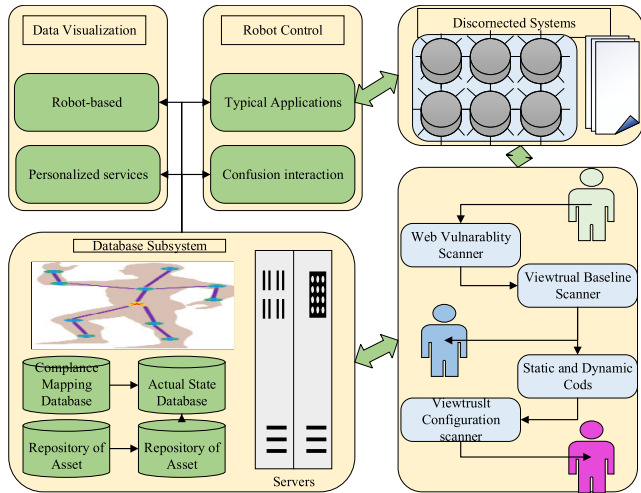 Data Visualization
Robot-based
Personalized services
Robot Control
Typical Applications
Confusion interaction
Discornected Systems
Database Subsystem
Complance
Mapping
Database
Actual State
Database
Repository of
Asset
Repository of
Asset
Servers
Web Vulnarablity
Scanner
Viewtrual Baseline
Scanner
Static and Dynamic
Cods
Viewtruslt
Configuration
scanner